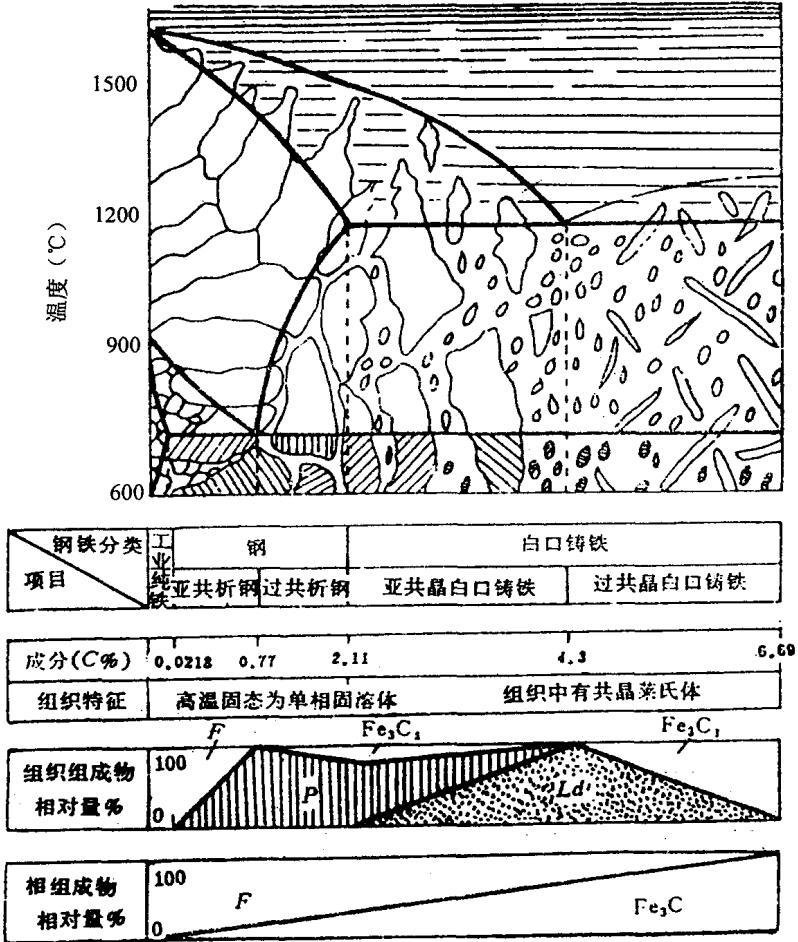 1500
1200
900
600
温度（℃）
钢铁分类
项目
工业纯铁
钢
白口铸铁
亚共析钢
过共析钢
亚共晶白口铸铁
过共晶白口铸铁
成分(C%)
0.0218
0.77
2.11
4.3
6.69
组织特征
高温固态为单相固溶体
组织中有共晶莱氏体
F
Fe₃C₂
Fe₃C₁
组织组成物
相对量%
100
0
P
Ld
相组成物
相对量%
100
0
F
Fe₃C